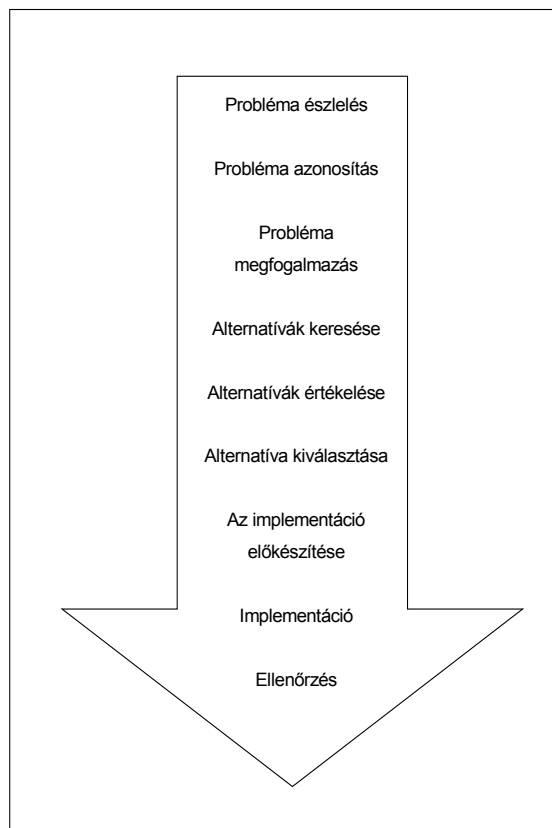 Probléma észlelés
Probléma azonosítás
Probléma
megfogalmazás
Alternatívák keresése
Alternatívák értékelése
Alternatíva kiválasztása
Az implementáció
előkészítése
Implementáció
Ellenőrzés